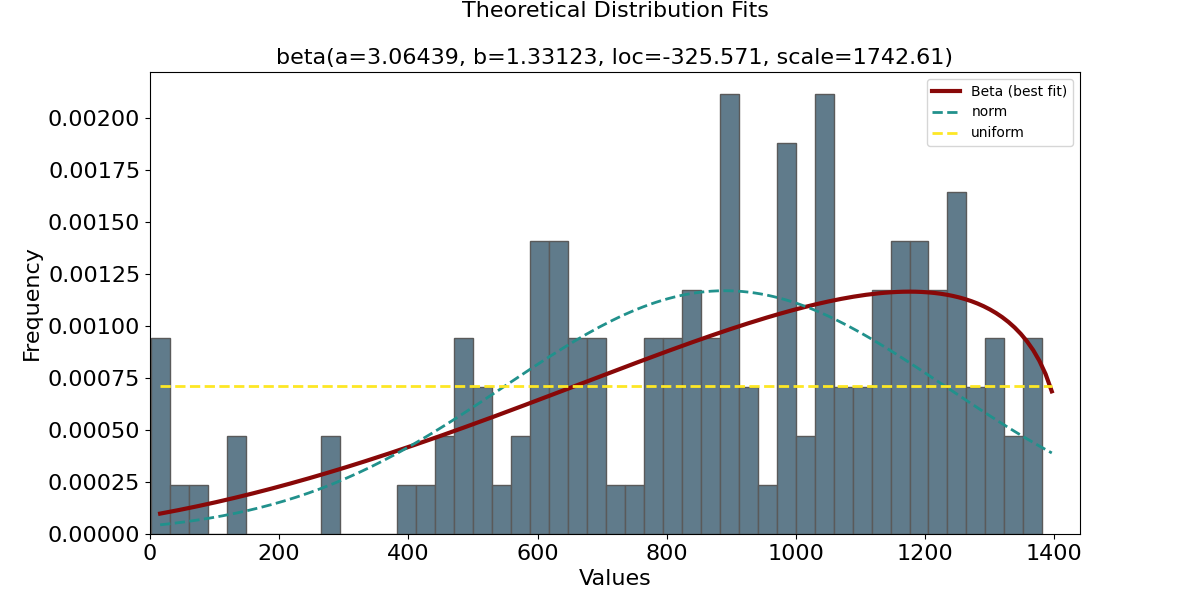 Theoretical Distribution Fits
beta(a=3.06439, b=1.33123, loc=-325.571, scale=1742.61)
Beta (best fit)
norm
uniform
0.00200
0.00175
0.00150
0.00125
0.00100
0.00075
0.00050
0.00025
0.00000
Frequency
0 200 400 600 800 1000 1200 1400
Values